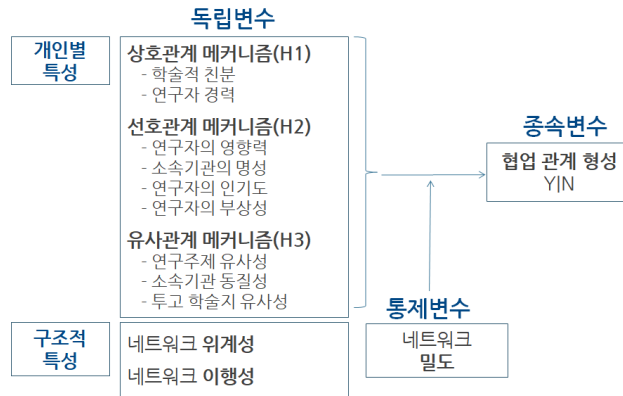 독립변수
개인별
특성
상호관계 메커니즘(H1)
- 학술적 친분
- 연구자 경력
선호관계 메커니즘(H2)
- 연구자의 영향력
- 소속기관의 명성
- 연구자의 인기도
- 연구자의 부상성
유사관계 메커니즘(H3)
- 연구주제 유사성
- 소속기관 동질성
- 투고 학술지 유사성
종속변수
협업 관계 형성
Y|N
통제변수
네트워크
밀도
구조적
특성
네트워크 위계성
네트워크 이행성